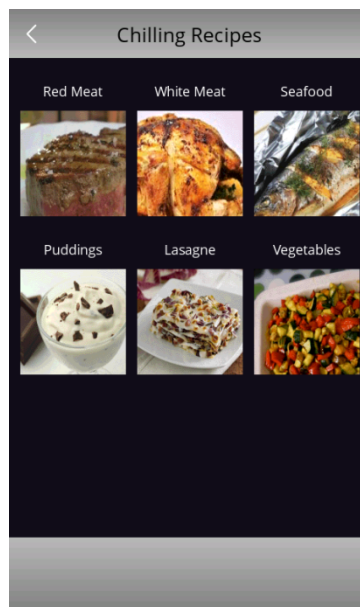 Chilling Recipes
Red Meat White Meat Seafood
Puddings Lasagne Vegetables